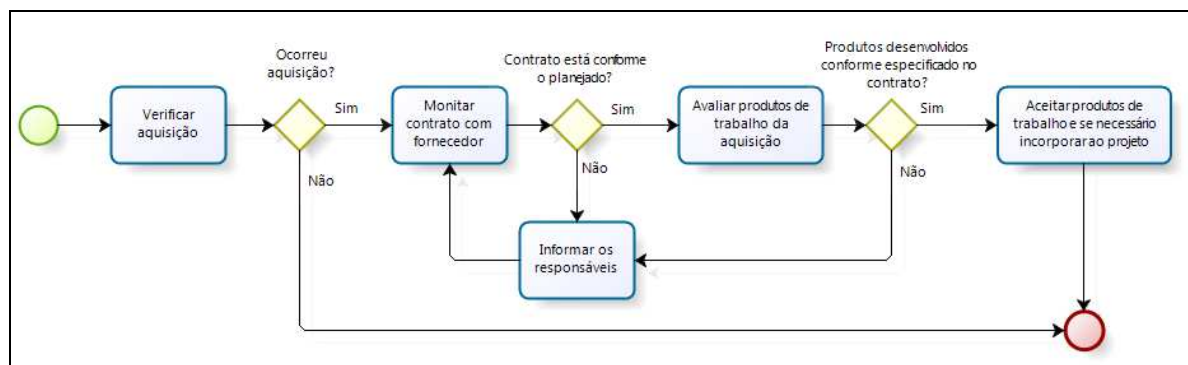 Verificar
aquisição
Ocorreu
aquisição?
Sim
Não
Monitar
contrato com
fornecedor
Contrato está conforme
o planejado?
Sim
Não
Informar os
responsáveis
Avaliar produtos de
trabalho da
aquisição
Produtos desenvolvidos
conforme especificado no
contrato?
Sim
Não
Aceitar produtos de
trabalho e se necessário
incorporar ao projeto